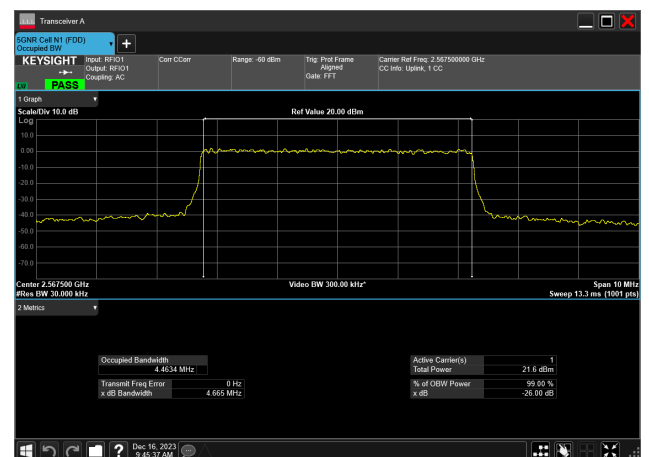 Transceiver A
5GNR Cell N1 (FDD)
Occupied BW
KEYSIGHT
LXI
PASS
Input: RFIO1
Output: RFIO1
Coupling: AC
Corr CCorr
Range: -60 dBm
Trig: Prot Frame
Aligned
Gate: FFT
Carrier Ref Freq: 2.567500000 GHz
CC Info: Uplink, 1 CC
1 Graph
Scale/Div 10.0 dB
Ref Value 20.00 dBm
Log
10.0
0.00
-10.0
-20.0
-30.0
-40.0
-50.0
-60.0
-70.0
Center 2.567500 GHz
Video BW 300.00 kHz*
Span 10 MHz
#Res BW 30.000 kHz
Sweep 13.3 ms (1001 pts)
2 Metrics
Occupied Bandwidth
4.4634 MHz
Transmit Freq Error 0 Hz
x dB Bandwidth 4.665 MHz
Active Carrier(s) 1
Total Power 21.6 dBm
% of OBW Power 99.00 %
x dB -26.00 dB
Dec 16, 2023
9:45:37 AM